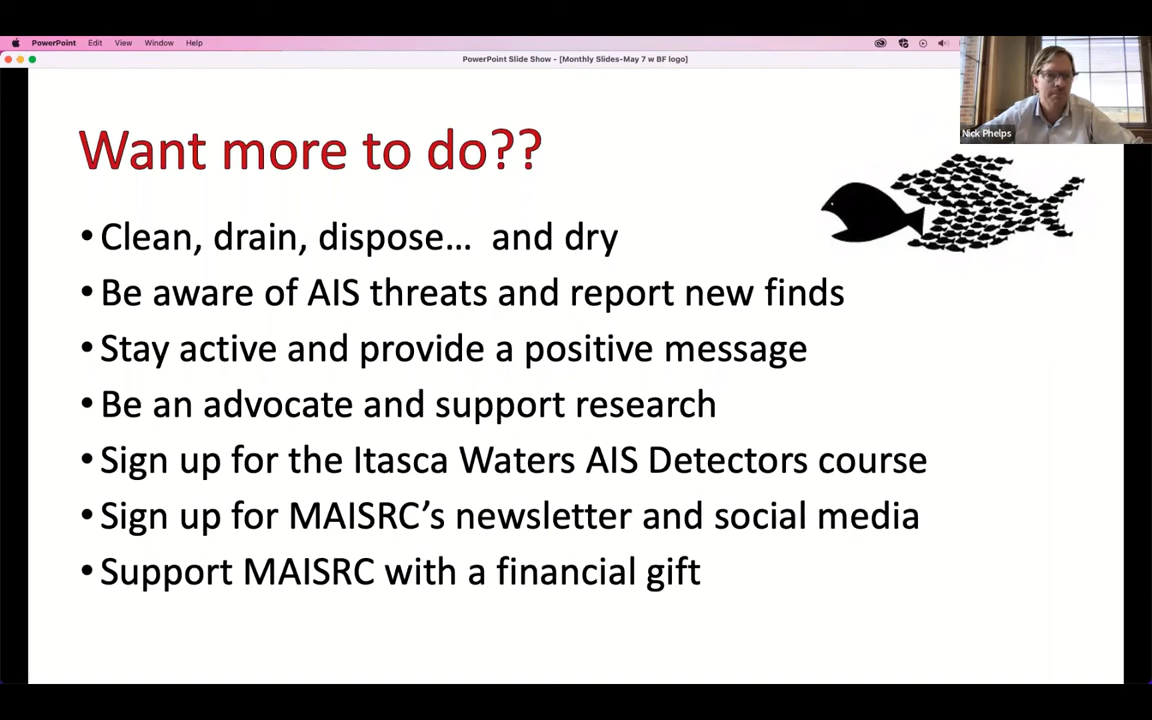 PowerPoint Edit View Window Help
PowerPoint Slide Show - [Monthly Slides-May 7 w BF logo]
Nick Phelps
Want more to do??
• Clean, drain, dispose… and dry
• Be aware of AIS threats and report new finds
• Stay active and provide a positive message
• Be an advocate and support research
• Sign up for the Itasca Waters AIS Detectors course
• Sign up for MAISRC’s newsletter and social media
• Support MAISRC with a financial gift